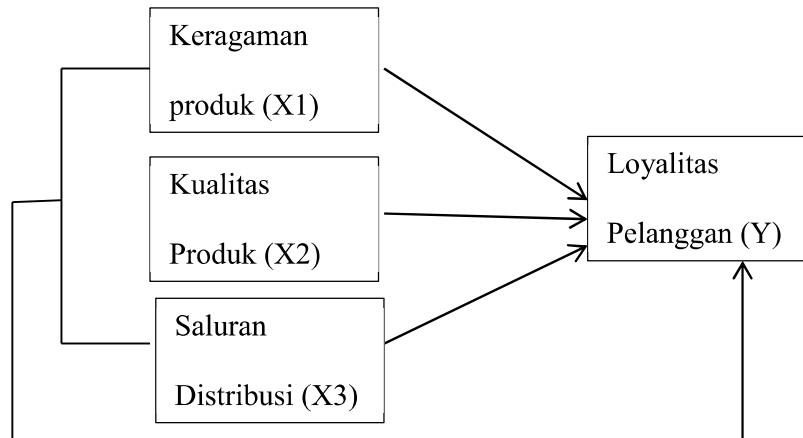 Keragaman
produk (X1)
Kualitas
Produk (X2)
Saluran
Distribusi (X3)
Loyalitas
Pelanggan (Y)